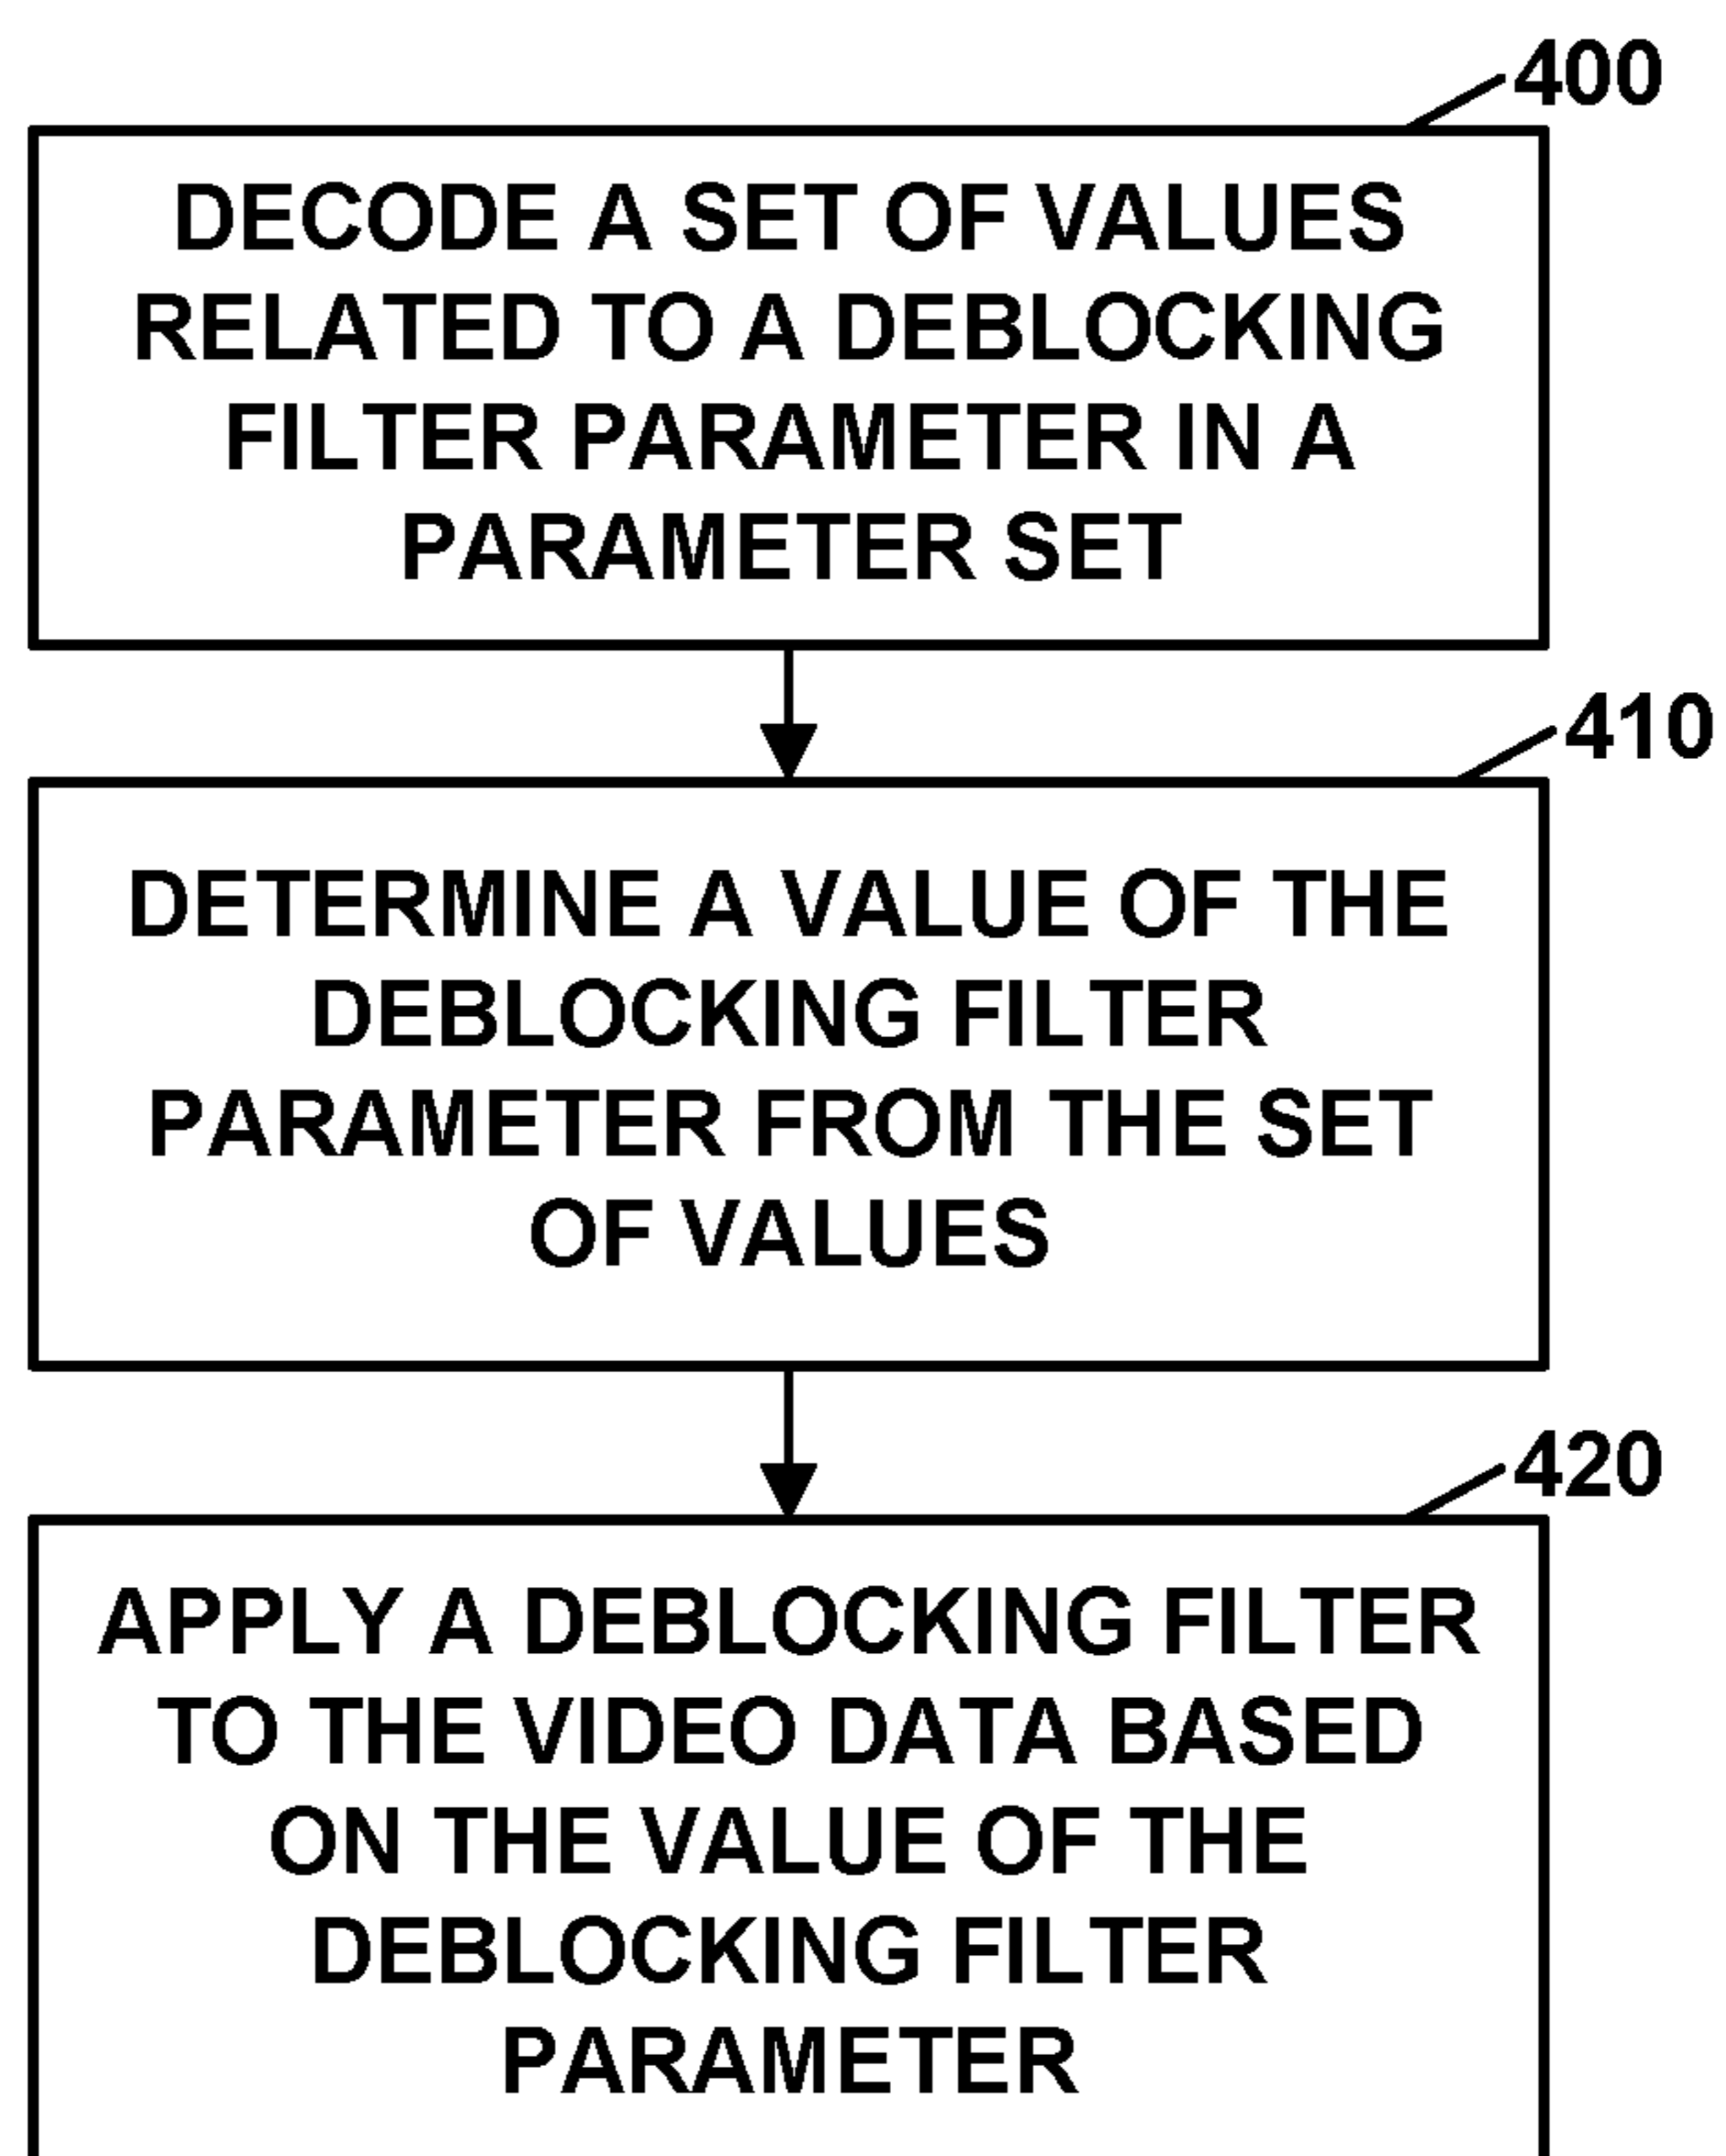 400
DECODE A SET OF VALUES
RELATED TO A DEBLOCKING
FILTER PARAMETER IN A
PARAMETER SET
410
DETERMINE A VALUE OF THE
DEBLOCKING FILTER
PARAMETER FROM THE SET
OF VALUES
420
APPLY A DEBLOCKING FILTER
TO THE VIDEO DATA BASED
ON THE VALUE OF THE
DEBLOCKING FILTER
PARAMETER